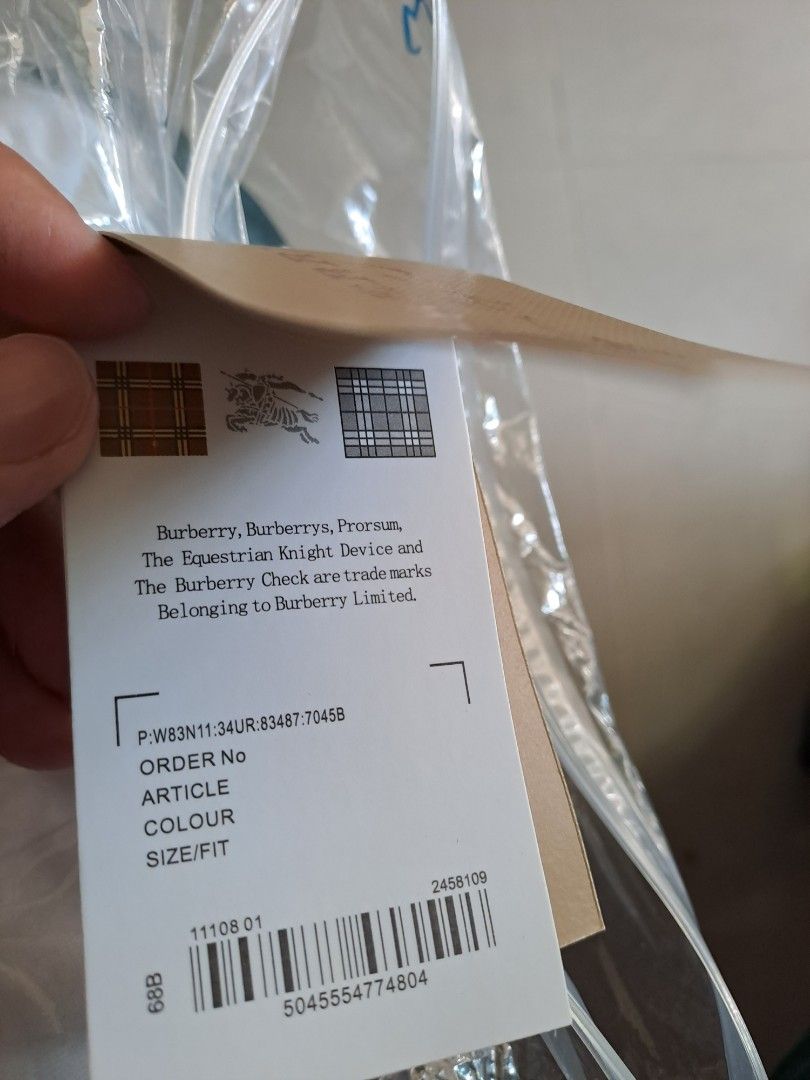 Burberry, Burberrys, Prorsum,
The Equestrian Knight Device and
The Burberry Check are trade marks
Belonging to Burberry Limited.
P:W83N11:34UR:83487:7045B
ORDER No
ARTICLE
COLOUR
SIZE/FIT
11108 01
2458109
68B
5045554774804